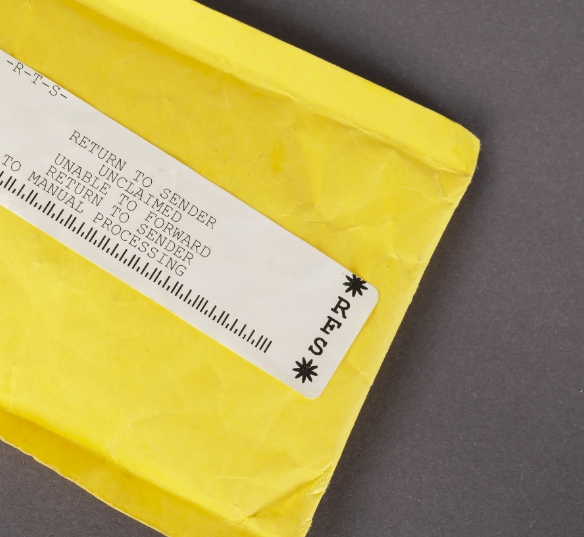 -R-T-S-
RETURN TO SENDER
UNCLAIMED
UNABLE TO FORWARD
RETURN TO SENDER
TO MANUAL PROCESSING
*RFS*